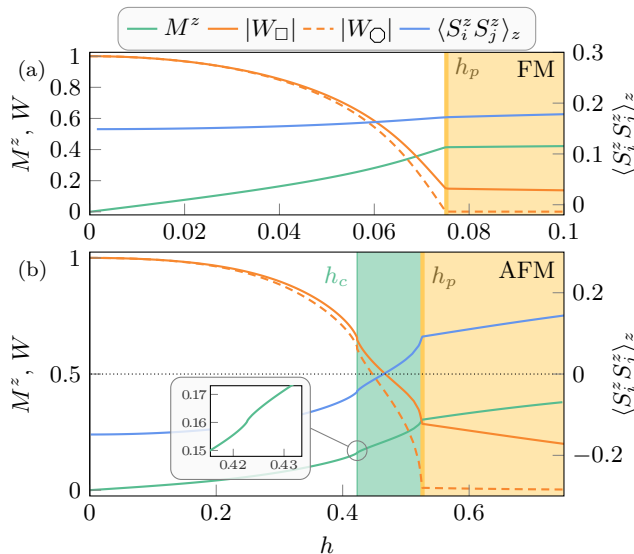 M^z |W_□| |W_⎔| ⟨S_i^z S_j^z⟩_z
(a)
h_p
FM
M^z, W
0
0.2
0.4
0.6
0.8
1
0
0.1
0.2
0.3
⟨S_i^z S_j^z⟩_z
0 0.02 0.04 0.06 0.08 0.1
(b)
h_c
h_p
AFM
M^z, W
0
0.5
1
−0.2
0
0.2
⟨S_i^z S_j^z⟩_z
0.17
0.16
0.15
0.42 0.43
0 0.2 0.4 0.6
h